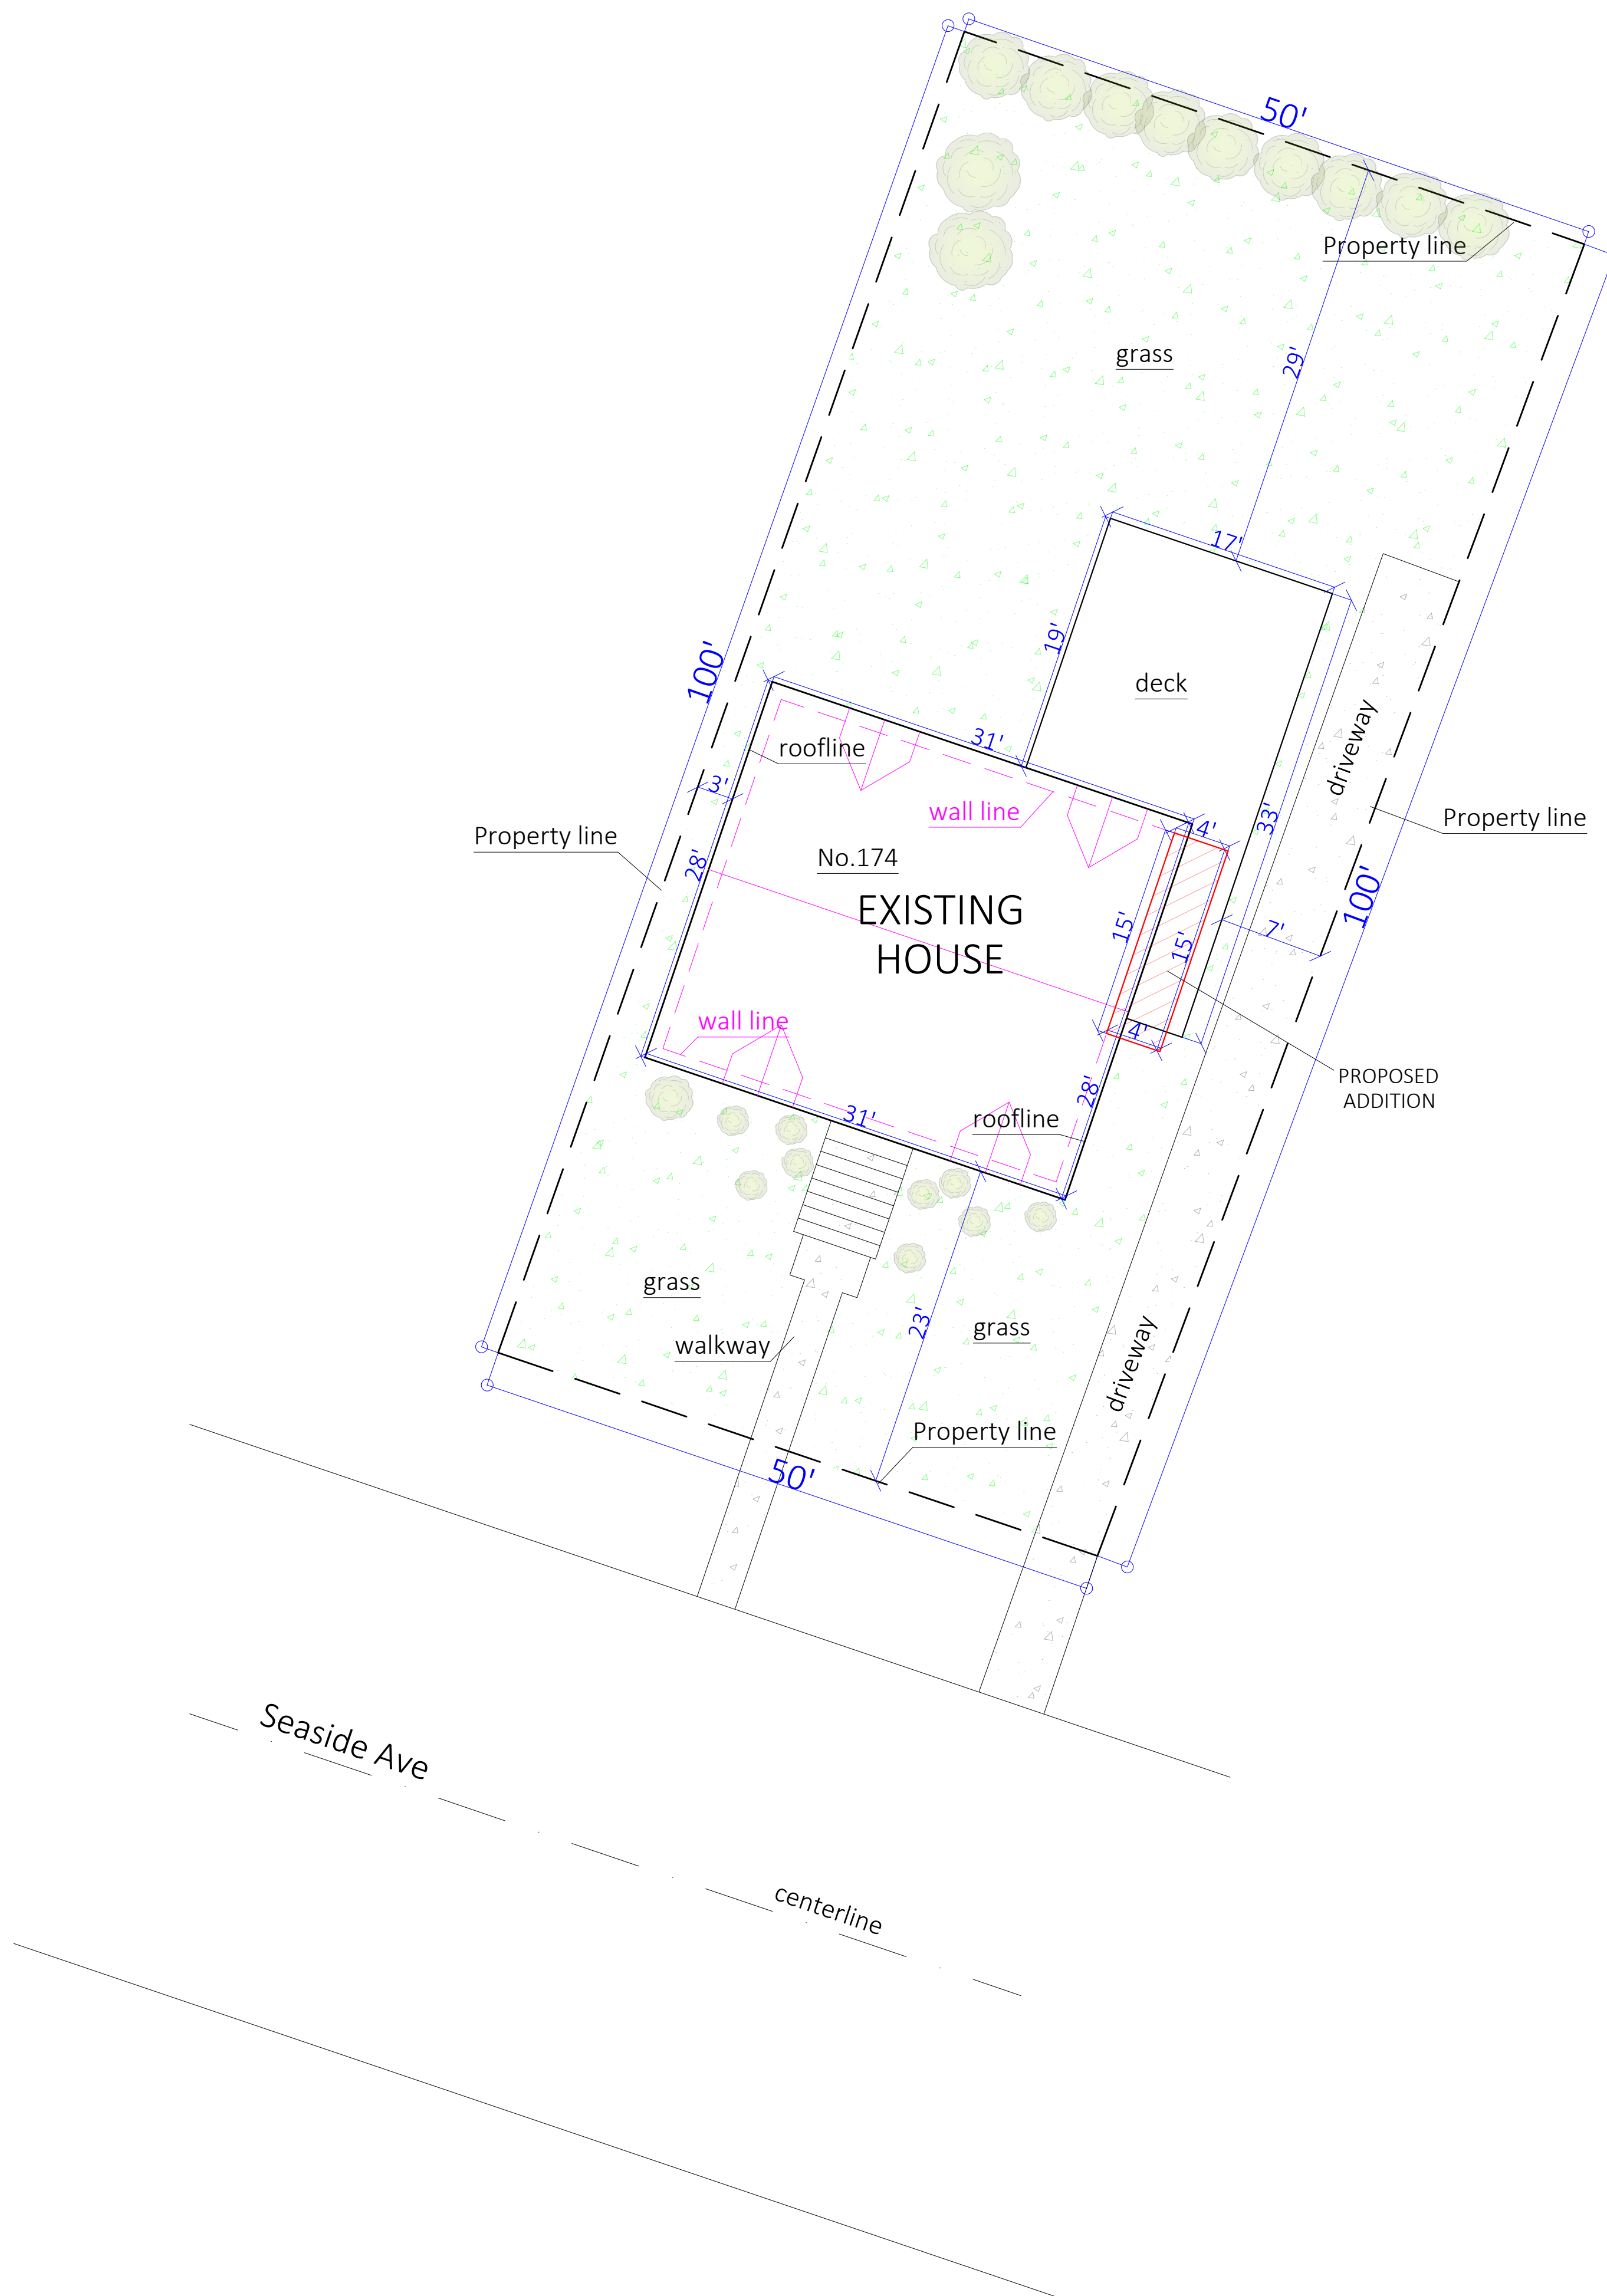 50'
Property line
grass
29'
17'
19'
100'
deck
driveway
31'
roofline
3'
wall line
4'
33'
Property line
Property line
28'
No.174
EXISTING
HOUSE
100'
15'
15'
7'
wall line
4'
PROPOSED
ADDITION
28'
31'
roofline
grass
23'
grass
walkway
driveway
Property line
50'
Seaside Ave
centerline